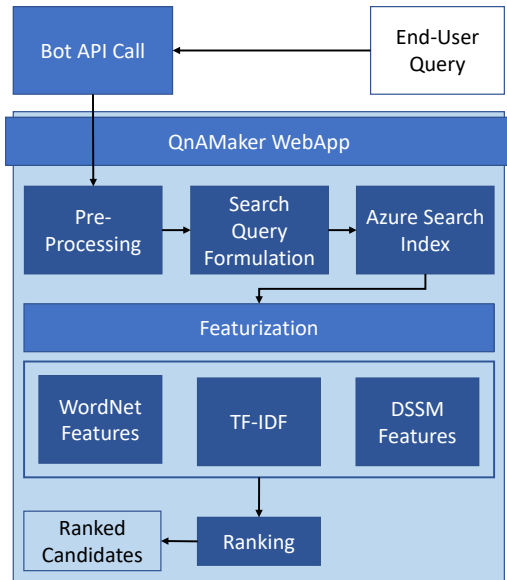 Bot API Call
End-User
Query
QnAMaker WebApp
Pre-
Processing
Search
Query
Formulation
Azure Search
Index
Featurization
WordNet
Features
TF-IDF
DSSM
Features
Ranked
Candidates
Ranking